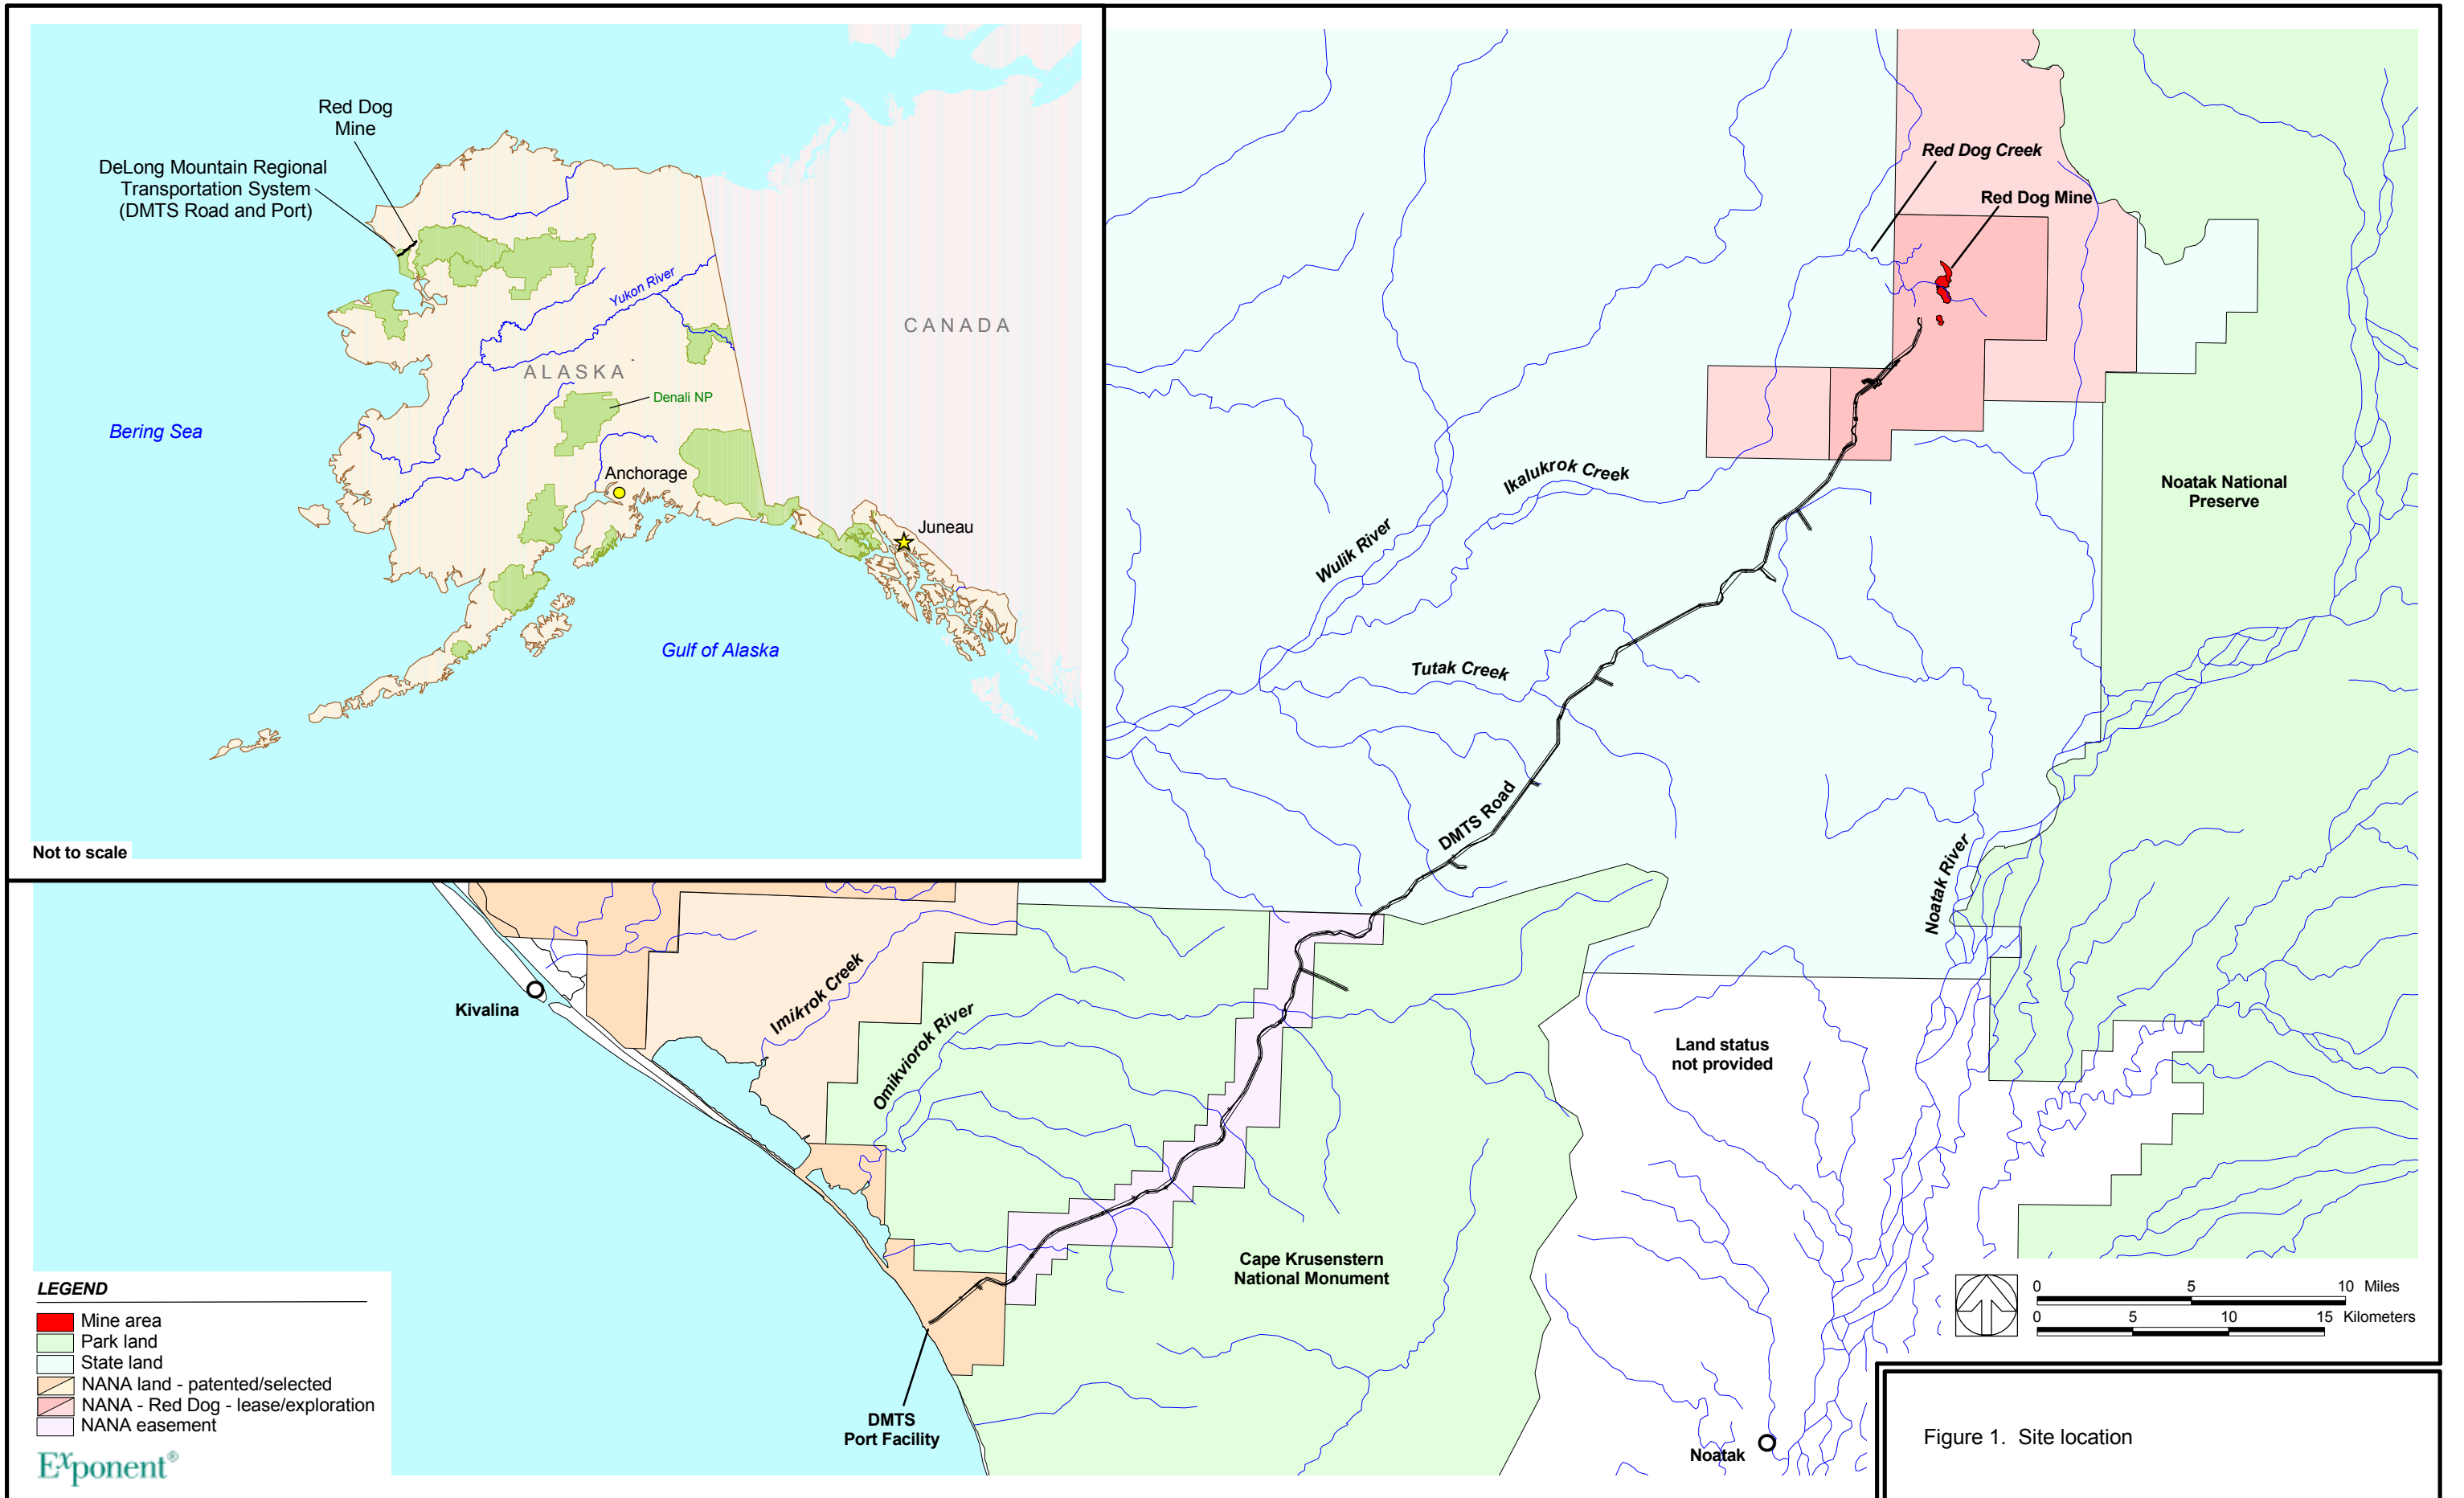 Red Dog
Mine
DeLong Mountain Regional
Transportation System
(DMTS Road and Port)
Yukon River
CANADA
ALASKA
Denali NP
Bering Sea
Anchorage
Juneau
Gulf of Alaska
Not to scale
Red Dog Creek
Red Dog Mine
Noatak National
Preserve
Ikalukrok Creek
Wulik River
Tutak Creek
DMTS Road
Noatak River
Kivalina
Imikrok Creek
Omikviorok River
Land status
not provided
Cape Krusenstern
National Monument
DMTS
Port Facility
Noatak
LEGEND
Mine area
Park land
State land
NANA land - patented/selected
NANA - Red Dog - lease/exploration
NANA easement
Exponent®
0 5 10 Miles
0 5 10 15 Kilometers
Figure 1. Site location